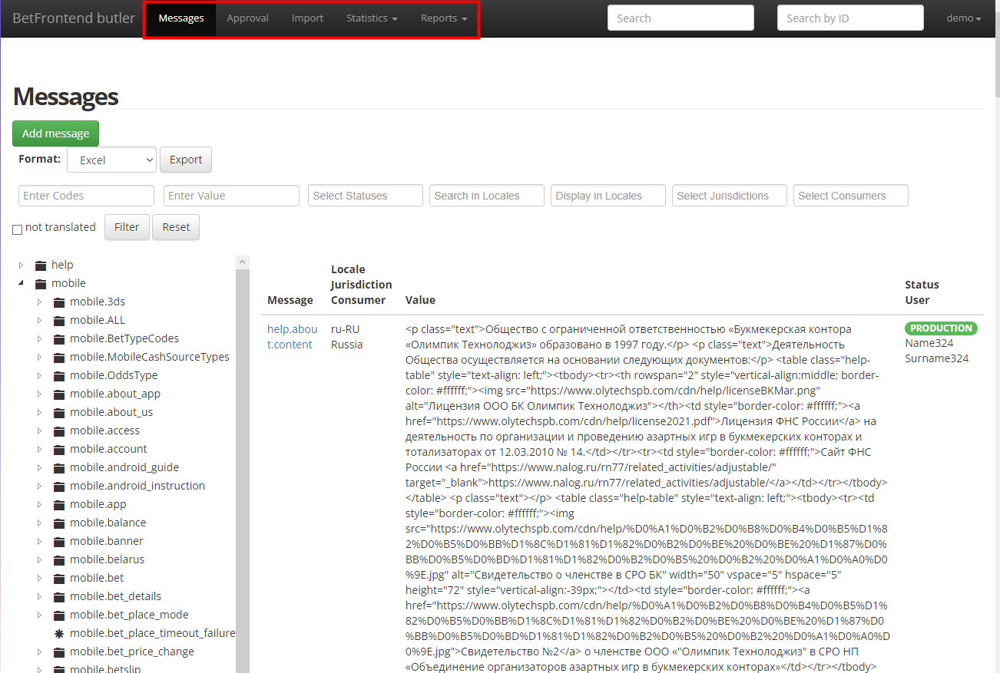 BetFrontend butler Messages Approval Import Statistics Reports Search Search by ID demo
Messages
Add message
Format: Excel Export
Enter Codes Enter Value Select Statuses Search in Locales Display in Locales Select Jurisdictions Select Consumers
not translated Filter Reset
help
mobile
mobile.3ds
mobile.ALL
mobile.BetTypeCodes
mobile.MobileCashSourceTypes
mobile.OddsType
mobile.about_app
mobile.about_us
mobile.access
mobile.account
mobile.android_guide
mobile.android_instruction
mobile.app
mobile.balance
mobile.banner
mobile.belarus
mobile.bet
mobile.bet_details
mobile.bet_place_mode
mobile.bet_place_timeout_failure
mobile.bet_price_change
mobile.betslip
Message
Locale
Jurisdiction
Consumer
Value
Status
User
help.abou
t.content
ru-RU
Russia
<p class="text">Общество с ограниченной ответственностью «Букмекерская контора
«Олимпик Технолоджиз» образовано в 1997 году.</p> <p class="text">Деятельность
Общества осуществляется на основании следующих документов:</p> <table class="help-
table" style="text-align: left;"><tbody><tr><th rowspan="2" style="vertical-align:middle; border-
color: #ffffff;"><img src="https://www.olytechspb.com/cdn/help/licenseBKMar.png"
alt="Лицензия ООО БК Олимпик Технолоджиз"></th><td style="border-color: #ffffff;"><a
href="https://www.olytechspb.com/cdn/help/license2021.pdf">Лицензия ФНС России</a> на
деятельность по организации и проведению азартных игр в букмекерских конторах и
тотализаторах от 12.03.2010 № 14.</td></tr><tr><td style="border-color: #ffffff;">Сайт ФНС
России <a href="https://www.nalog.ru/rn77/related_activities/adjustable/"
target="_blank">https://www.nalog.ru/rn77/related_activities/adjustable/</a></td></tr></tbody>
</table> <p class="text"></p> <table class="help-table" style="text-align: left;"><tbody><tr><td
style="border-color: #ffffff;"><img
src="https://www.olytechspb.com/cdn/help/%D0%A1%D0%B2%D0%B8%D0%B4%D0%B5%D1%8
2%D0%B5%D0%BB%D1%8C%D1%81%D1%82%D0%B2%D0%BE%20%D0%BE%20%D1%87%D0%
BB%D0%B5%D0%BD%D1%81%D1%82%D0%B2%D0%B5%20%D0%B2%20%D0%A1%D0%A0%D0
%9E.jpg" alt="Свидетельство о членстве в СРО БК" width="50" vspace="5" hspace="5"
height="72" style="vertical-align:-39px;"></td><td style="border-color: #ffffff;"><a
href="https://www.olytechspb.com/cdn/help/%D0%A1%D0%B2%D0%B8%D0%B4%D0%B5%D1%
82%D0%B5%D0%BB%D1%8C%D1%81%D1%82%D0%B2%D0%BE%20%D0%BE%20%D1%87%D0
%BB%D0%B5%D0%BD%D1%81%D1%82%D0%B2%D0%B5%20%D0%B2%20%D0%A1%D0%A0%D
0%9E.jpg">Свидетельство №2</a> о членстве ООО «"Олимпик Технолоджиз" в СРО НП
«Объединение организаторов азартных игр в букмекерских конторах»</td></tr></tbody>
PRODUCTION
Name324
Surname324